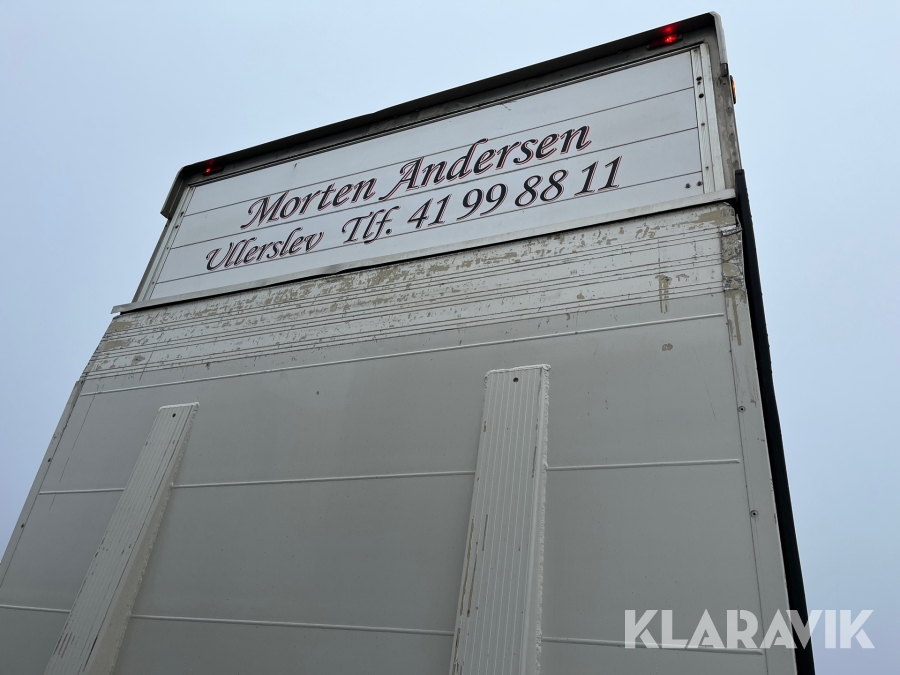 Morten Andersen
Ullerslev Tlf. 41 99 88 11
KLARAVIK